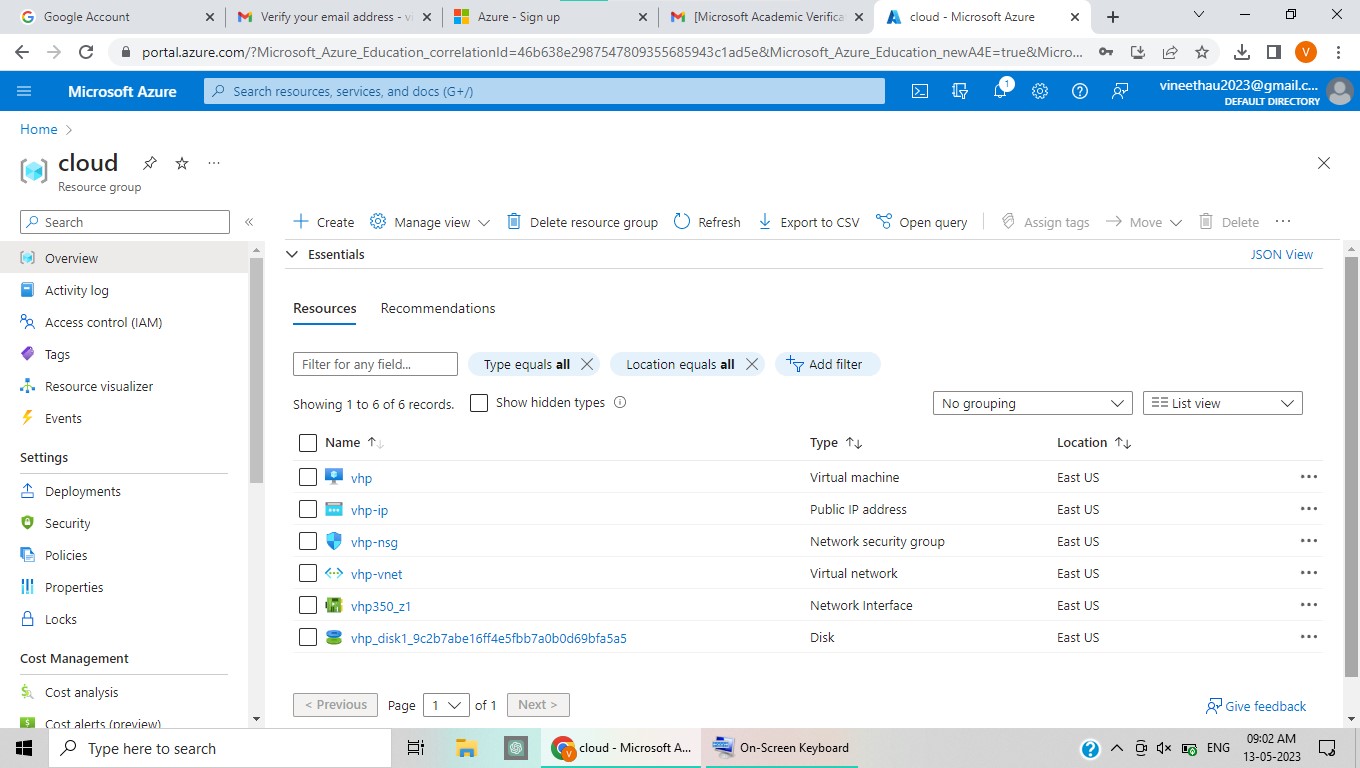 Google Account
Verify your email address - vi
Azure - Sign up
[Microsoft Academic Verifica
cloud - Microsoft Azure
portal.azure.com/?Microsoft_Azure_Education_correlationId=46b638e2987547809355685943c1ad5e&Microsoft_Azure_Education_newA4E=true&Micro...
V
Microsoft Azure
Search resources, services, and docs (G+/)
1
vineethau2023@gmail.c...
DEFAULT DIRECTORY
Home
cloud
Resource group
Search
Create
Manage view
Delete resource group
Refresh
Export to CSV
Open query
Assign tags
Move
Delete
Overview
Activity log
Access control (IAM)
Tags
Resource visualizer
Events
Settings
Deployments
Security
Policies
Properties
Locks
Cost Management
Cost analysis
Cost alerts (preview)
Essentials
JSON View
Resources
Recommendations
Filter for any field...
Type equals all
Location equals all
Add filter
Showing 1 to 6 of 6 records.
Show hidden types
No grouping
List view
Name Type Location
vhp Virtual machine East US
vhp-ip Public IP address East US
vhp-nsg Network security group East US
vhp-vnet Virtual network East US
vhp350_z1 Network Interface East US
vhp_disk1_9c2b7abe16ff4e5fbb7a0b0d69bfa5a5 Disk East US
< Previous
Page 1 of 1
Next >
Give feedback
Type here to search
cloud - Microsoft A...
On-Screen Keyboard
ENG
09:02 AM
13-05-2023